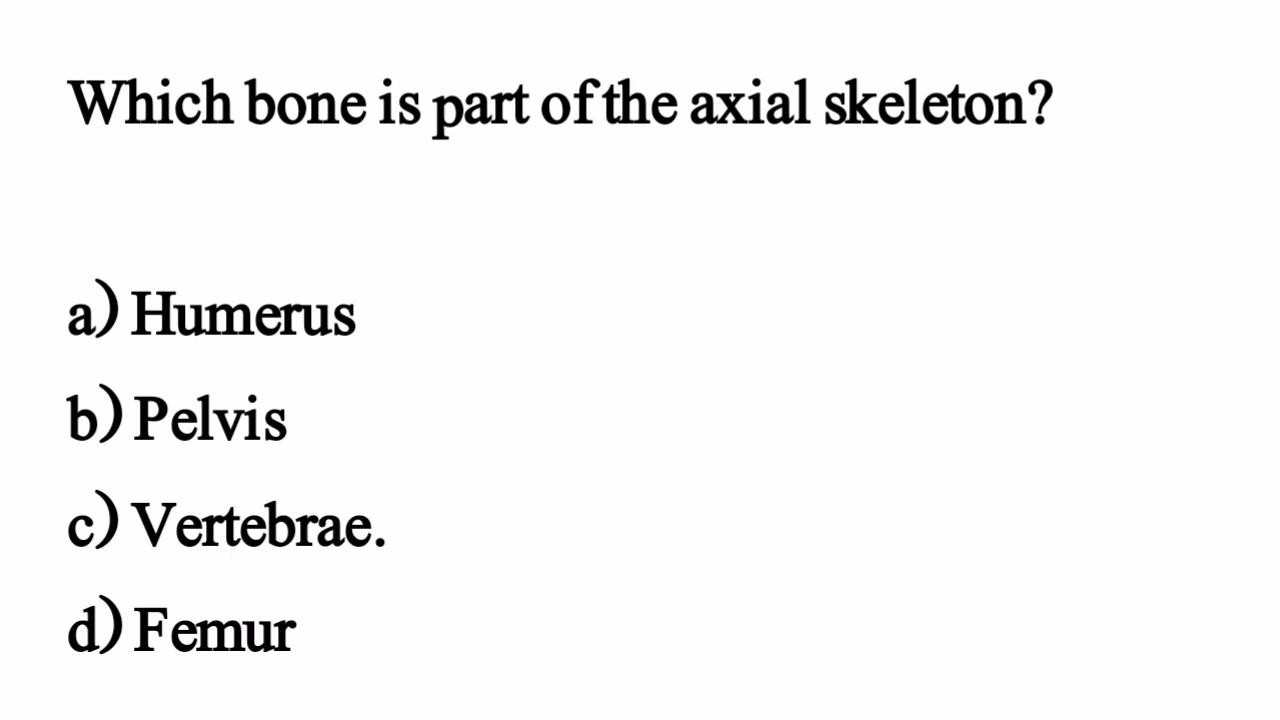 Which bone is part of the axial skeleton?
a) Humerus
b) Pelvis
c) Vertebrae.
d) Femur